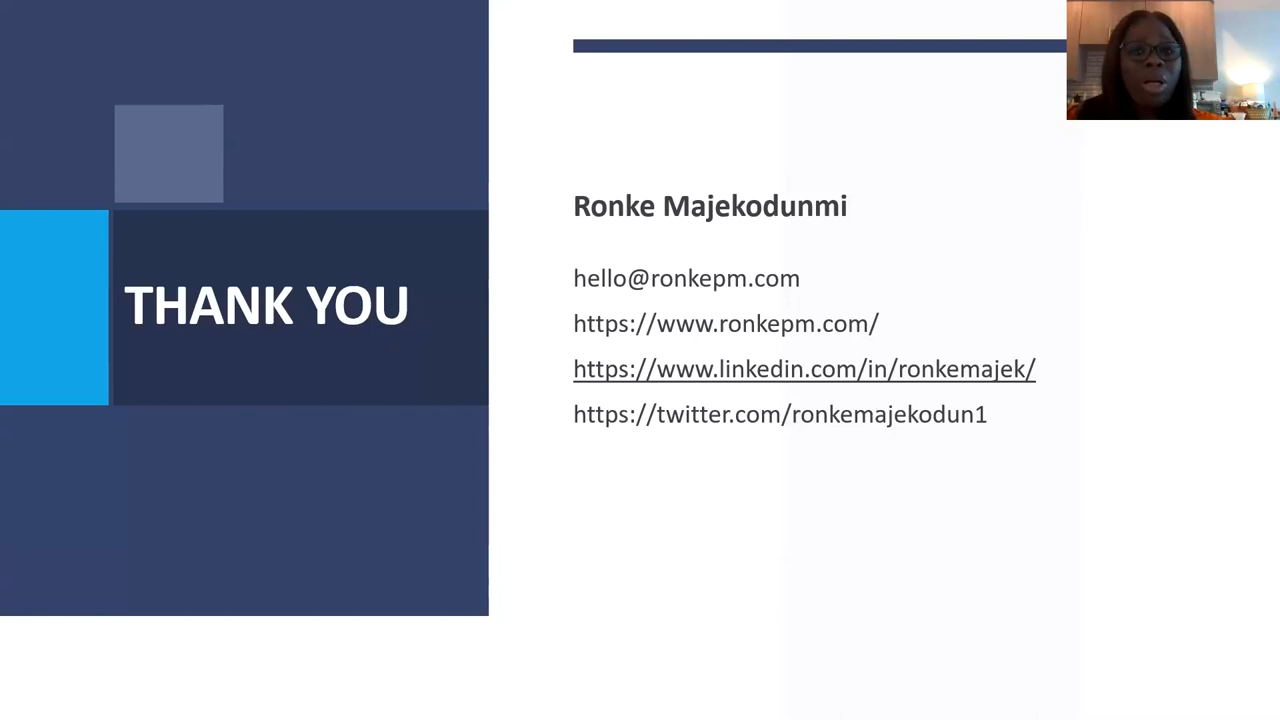 THANK YOU
Ronke Majekodunmi
hello@ronkepm.com
https://www.ronkepm.com/
https://www.linkedin.com/in/ronkemajek/
https://twitter.com/ronkemajekodun1